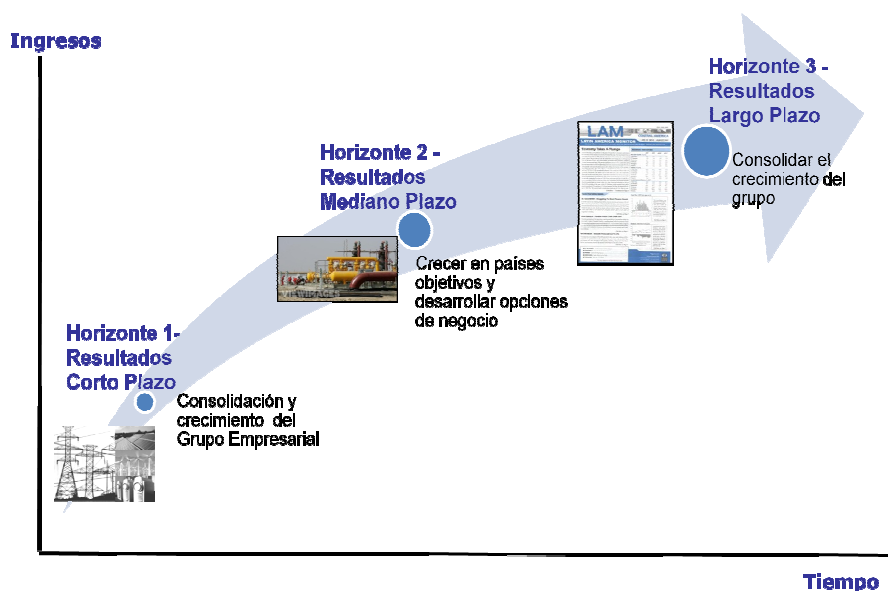 Ingresos
Horizonte 3 -
Resultados
Largo Plazo
Consolidar el
crecimiento del
grupo
LAM
LATIN AMERICA MONITOR
Horizonte 2 -
Resultados
Mediano Plazo
Crecer en países
objetivos y
desarrollar opciones
de negocio
Horizonte 1-
Resultados
Corto Plazo
Consolidación y
crecimiento del
Grupo Empresarial
Tiempo